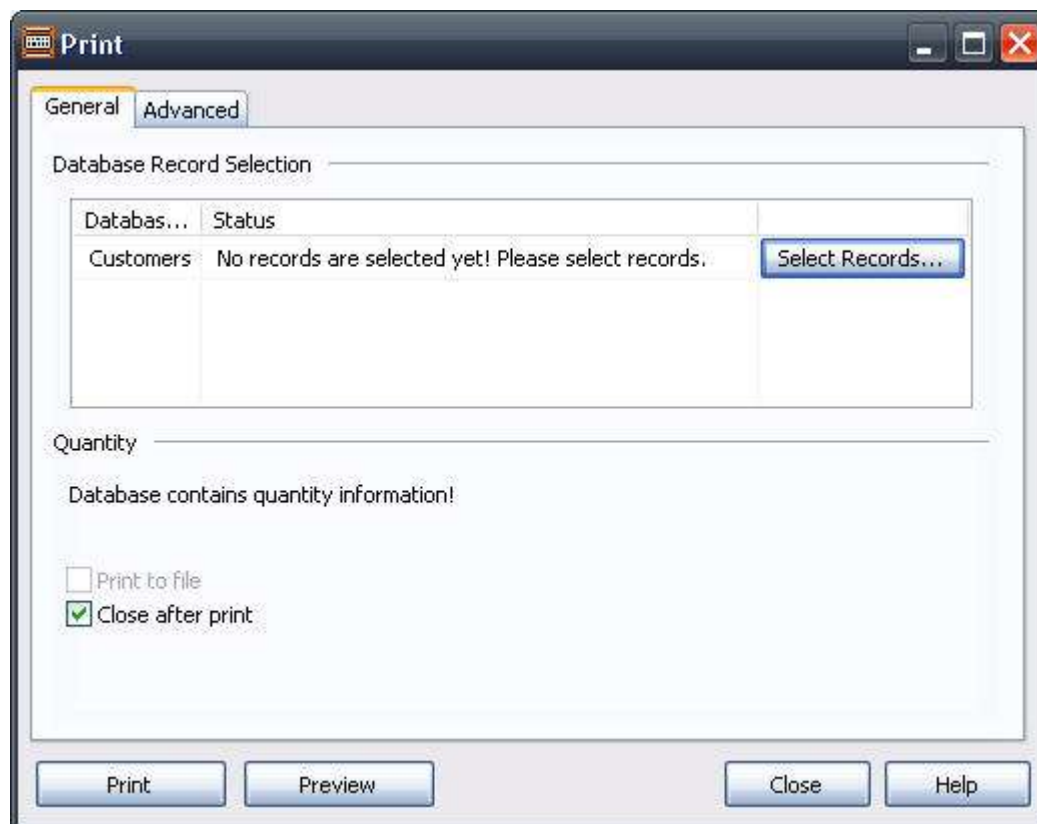 Print
General Advanced
Database Record Selection
Databas... Status
Customers No records are selected yet! Please select records. Select Records...
Quantity
Database contains quantity information!
Print to file
Close after print
Print Preview Close Help